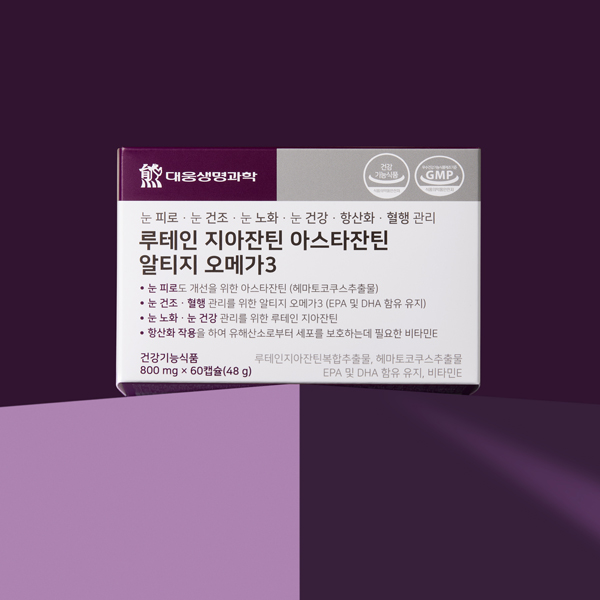 대웅생명과학
건강
기능식품
GMP
눈 피로 · 눈 건조 · 눈 노화 · 눈 건강 · 항산화 · 혈행 관리
루테인 지아잔틴 아스타잔틴
알티지 오메가3
• 눈 피로도 개선을 위한 아스타잔틴 (헤마토코쿠스추출물)
• 눈 건조 · 혈행 관리를 위한 알티지 오메가3 (EPA 및 DHA 함유 유지)
• 눈 노화 · 눈 건강 관리를 위한 루테인 지아잔틴
• 항산화 작용을 하여 유해산소로부터 세포를 보호하는데 필요한 비타민E
건강기능식품
800 mg × 60캡슐(48 g)
루테인지아잔틴복합추출물, 헤마토코쿠스추출물
EPA 및 DHA 함유 유지, 비타민E